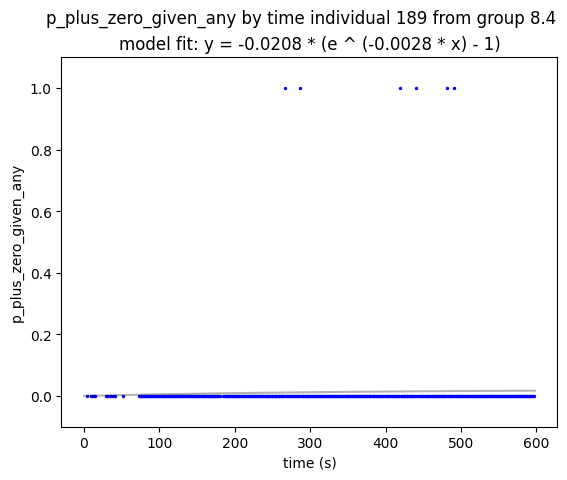 p_plus_zero_given_any by time individual 189 from group 8.4
model fit: y = -0.0208 * (e ^ (-0.0028 * x) - 1)
1.0
0.8
0.6
0.4
0.2
0.0
p_plus_zero_given_any
0 100 200 300 400 500 600
time (s)